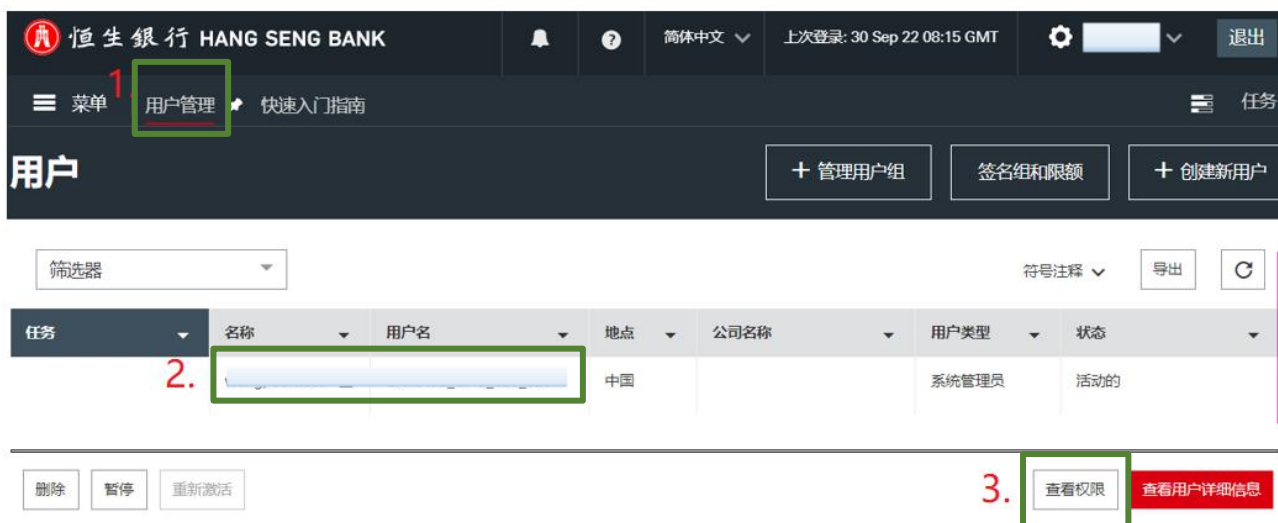 恒生銀行 HANG SENG BANK 简体中文 上次登录: 30 Sep 22 08:15 GMT 退出
1.
菜单 用户管理 快速入门指南 任务
用户 + 管理用户组 签名组和限额 + 创建新用户
筛选器 符号注释 导出
任务 名称 用户名 地点 公司名称 用户类型 状态
2. 中国 系统管理员 活动的
删除 暂停 重新激活 3. 查看权限 查看用户详细信息